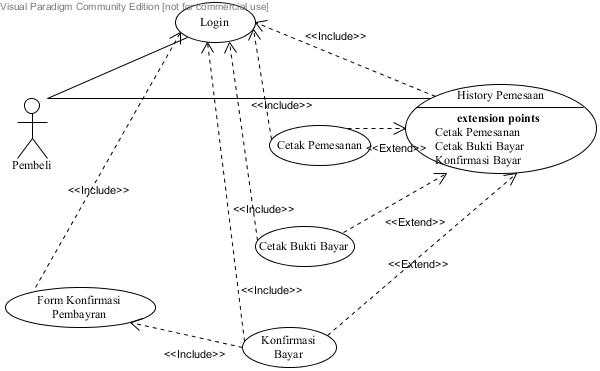 Visual Paradigm Community Edition [not for commercial use]
Login
<<Include>>
History Pemesaan
extension points
Cetak Pemesanan
Cetak Bukti Bayar
Konfirmasi Bayar
<<Include>>
Cetak Pemesanan
<<Extend>>
Pembeli
<<Include>>
<<Include>>
<<Extend>>
Cetak Bukti Bayar
<<Extend>>
<<Include>>
Form Konfirmasi
Pembayran
Konfirmasi
Bayar
<<Include>>